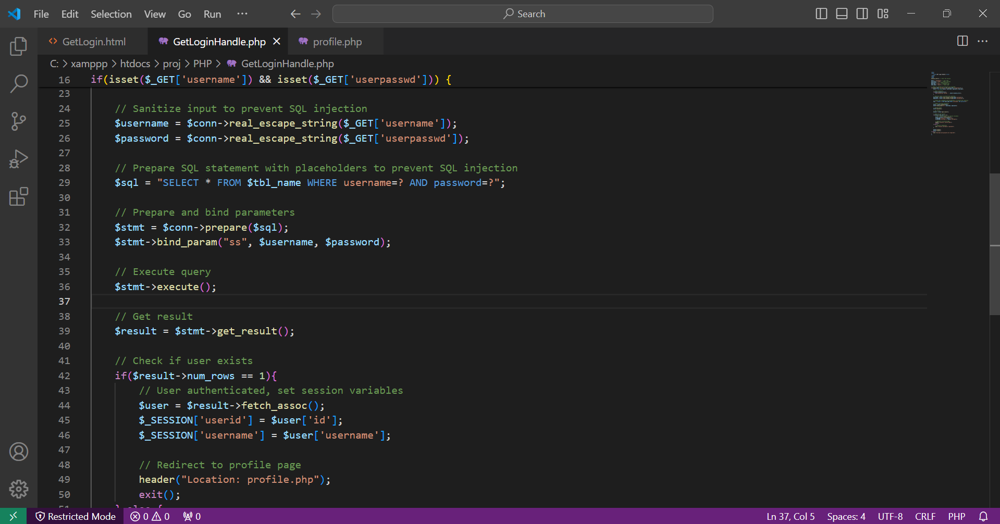 File Edit Selection View Go Run ··· Search
GetLogin.html GetLoginHandle.php profile.php
C: > xamppp > htdocs > proj > PHP > GetLoginHandle.php
16 if(isset($_GET['username']) && isset($_GET['userpasswd'])) {
23
24 // Sanitize input to prevent SQL injection
25 $username = $conn->real_escape_string($_GET['username']);
26 $password = $conn->real_escape_string($_GET['userpasswd']);
27
28 // Prepare SQL statement with placeholders to prevent SQL injection
29 $sql = "SELECT * FROM $tbl_name WHERE username=? AND password=?";
30
31 // Prepare and bind parameters
32 $stmt = $conn->prepare($sql);
33 $stmt->bind_param("ss", $username, $password);
34
35 // Execute query
36 $stmt->execute();
37
38 // Get result
39 $result = $stmt->get_result();
40
41 // Check if user exists
42 if($result->num_rows == 1){
43 // User authenticated, set session variables
44 $user = $result->fetch_assoc();
45 $_SESSION['userid'] = $user['id'];
46 $_SESSION['username'] = $user['username'];
47
48 // Redirect to profile page
49 header("Location: profile.php");
50 exit();
51 } else {
Restricted Mode 0 0 0 Ln 37, Col 5 Spaces: 4 UTF-8 CRLF PHP